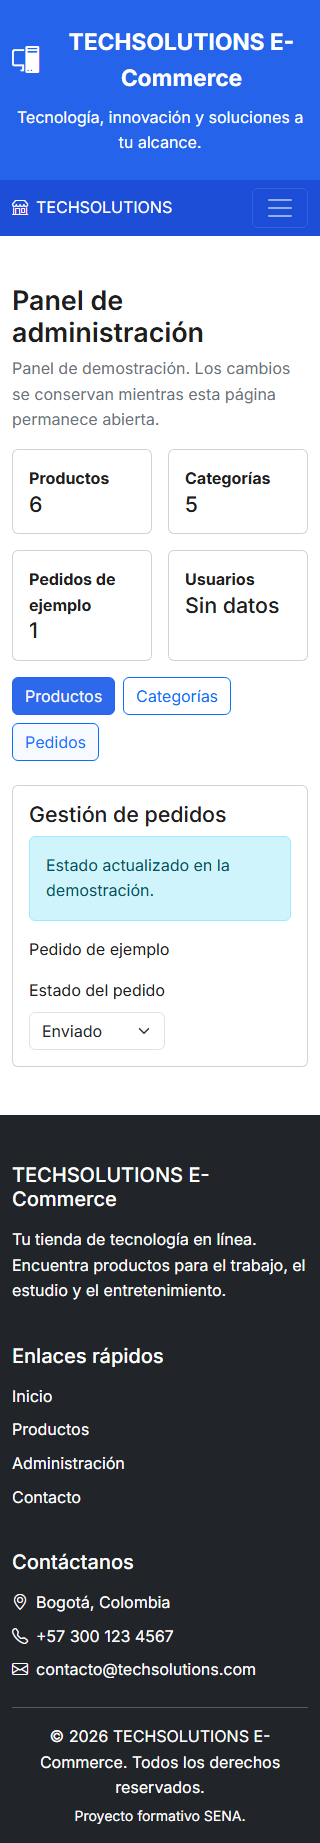 TECHSOLUTIONS E-
Commerce
Tecnología, innovación y soluciones a
tu alcance.
TECHSOLUTIONS
Panel de
administración
Panel de demostración. Los cambios
se conservan mientras esta página
permanece abierta.
Productos
6
Categorías
5
Pedidos de
ejemplo
1
Usuarios
Sin datos
Productos
Categorías
Pedidos
Gestión de pedidos
Estado actualizado en la
demostración.
Pedido de ejemplo
Estado del pedido
Enviado
TECHSOLUTIONS E-
Commerce
Tu tienda de tecnología en línea.
Encuentra productos para el trabajo, el
estudio y el entretenimiento.
Enlaces rápidos
Inicio
Productos
Administración
Contacto
Contáctanos
Bogotá, Colombia
+57 300 123 4567
contacto@techsolutions.com
© 2026 TECHSOLUTIONS E-
Commerce. Todos los derechos
reservados.
Proyecto formativo SENA.